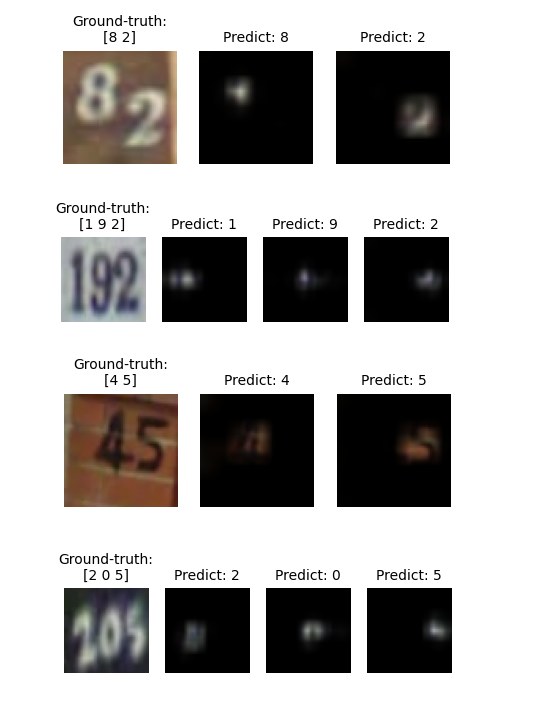 Ground-truth:
[8 2] Predict: 8 Predict: 2
82
Ground-truth:
[1 9 2] Predict: 1 Predict: 9 Predict: 2
192
Ground-truth:
[4 5] Predict: 4 Predict: 5
45
Ground-truth:
[2 0 5] Predict: 2 Predict: 0 Predict: 5
205